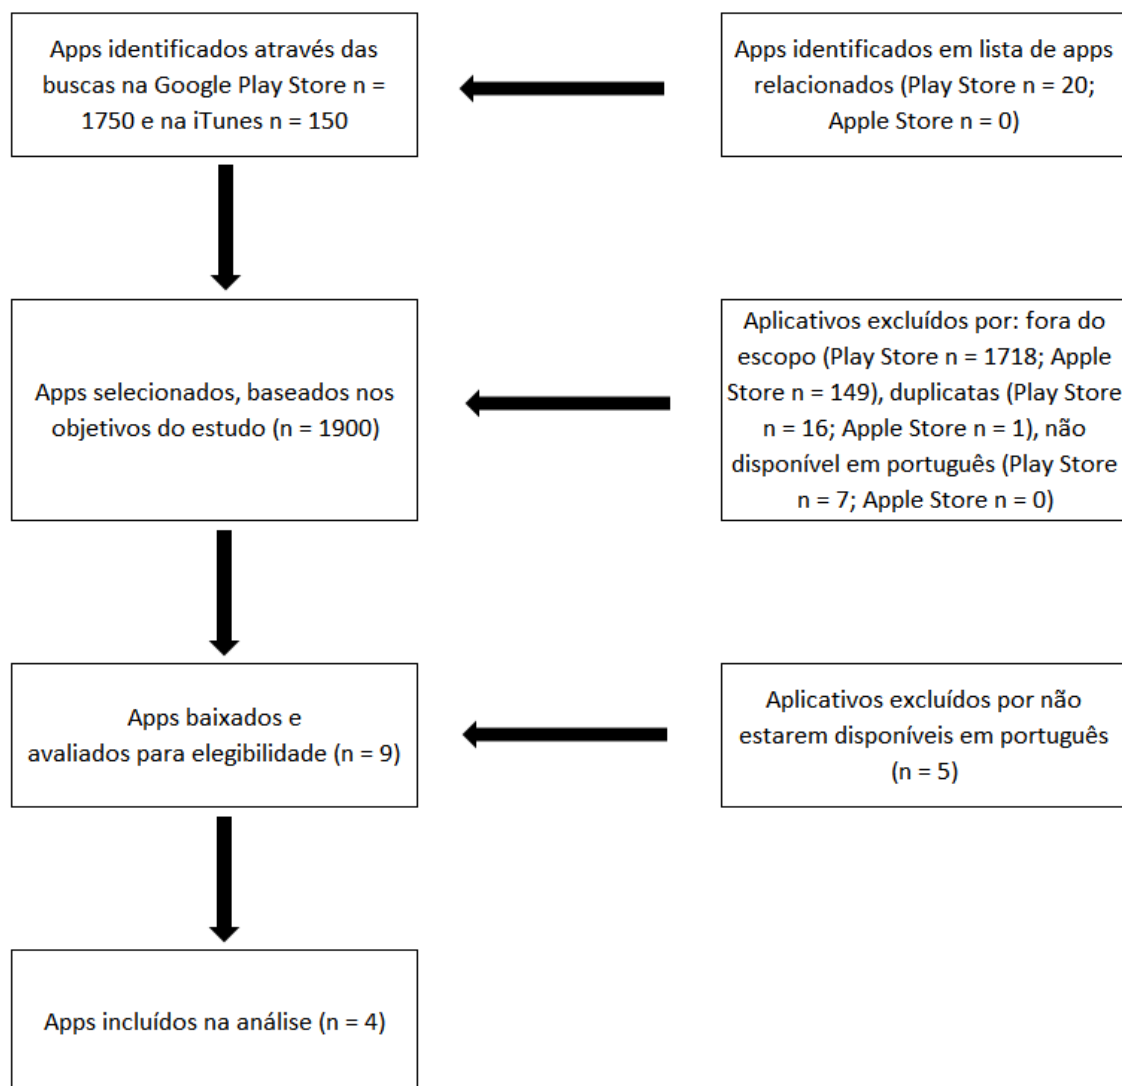 Apps identificados através das
buscas na Google Play Store n =
1750 e na iTunes n = 150
Apps identificados em lista de apps
relacionados (Play Store n = 20;
Apple Store n = 0)
Apps selecionados, baseados nos
objetivos do estudo (n = 1900)
Aplicativos excluídos por: fora do
escopo (Play Store n = 1718; Apple
Store n = 149), duplicatas (Play Store
n = 16; Apple Store n = 1), não
disponível em português (Play Store
n = 7; Apple Store n = 0)
Apps baixados e
avaliados para elegibilidade (n = 9)
Aplicativos excluídos por não
estarem disponíveis em português
(n = 5)
Apps incluídos na análise (n = 4)